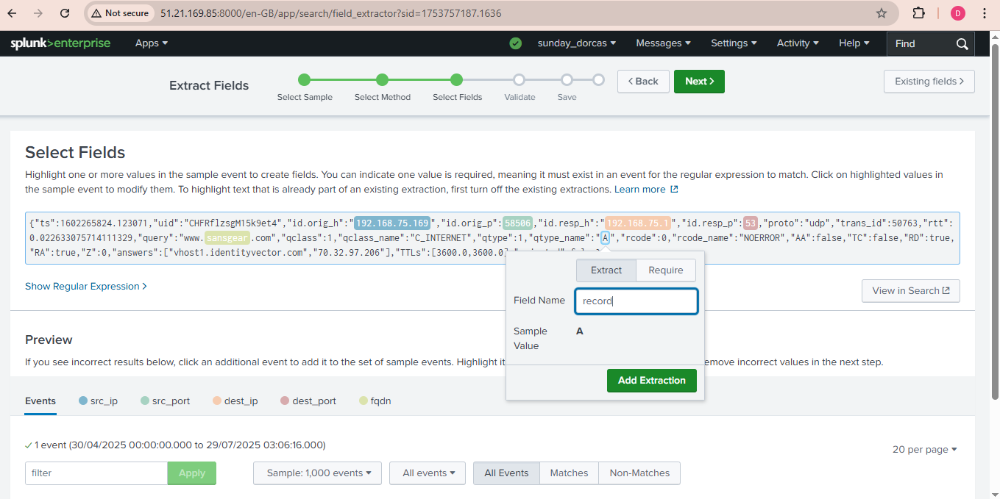 Not secure 51.21.169.85:8000/en-GB/app/search/field_extractor?sid=1753757187.1636 D
splunk>enterprise Apps sunday_dorcas Messages Settings Activity Help Find
Extract Fields Select Sample Select Method Select Fields Validate Save < Back Next > Existing fields >
Select Fields
Highlight one or more values in the sample event to create fields. You can indicate one value is required, meaning it must exist in an event for the regular expression to match. Click on highlighted values in
the sample event to modify them. To highlight text that is already part of an existing extraction, first turn off the existing extractions. Learn more
{"ts":1602265824.123071,"uid":"CHFRflzsgM15k9et4","id.orig_h":"192.168.75.169","id.orig_p":58506,"id.resp_h":"192.168.75.1","id.resp_p":53,"proto":"udp","trans_id":50763,"rtt":
0.022633075714111329,"query":"www.sansgear.com","qclass":1,"qclass_name":"C_INTERNET","qtype":1,"qtype_name":"A","rcode":0,"rcode_name":"NOERROR","AA":false,"TC":false,"RD":true,
"RA":true,"Z":0,"answers":["vhost1.identityvector.com","70.32.97.206"],"TTLs":[3600.0,3600.0]
Extract Require
Show Regular Expression >
View in Search
Field Name record
Sample Value A
Preview
If you see incorrect results below, click an additional event to add it to the set of sample events. Highlight it
incorrect values in the next step.
Add Extraction
Events src_ip src_port dest_ip dest_port fqdn
1 event (30/04/2025 00:00:00.000 to 29/07/2025 03:06:16.000)
20 per page
filter Apply Sample: 1,000 events All events All Events Matches Non-Matches